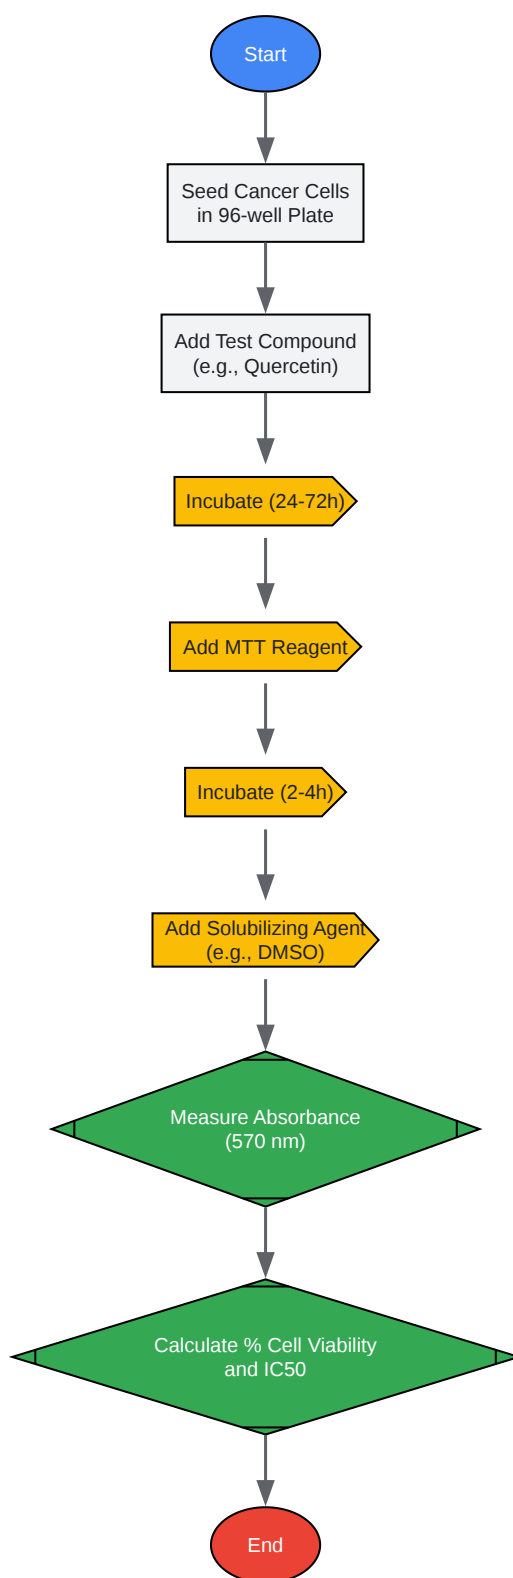 Start
Seed Cancer Cells
in 96-well Plate
Add Test Compound
(e.g., Quercetin)
Incubate (24-72h)
Add MTT Reagent
Incubate (2-4h)
Add Solubilizing Agent
(e.g., DMSO)
Measure Absorbance
(570 nm)
Calculate % Cell Viability
and IC50
End